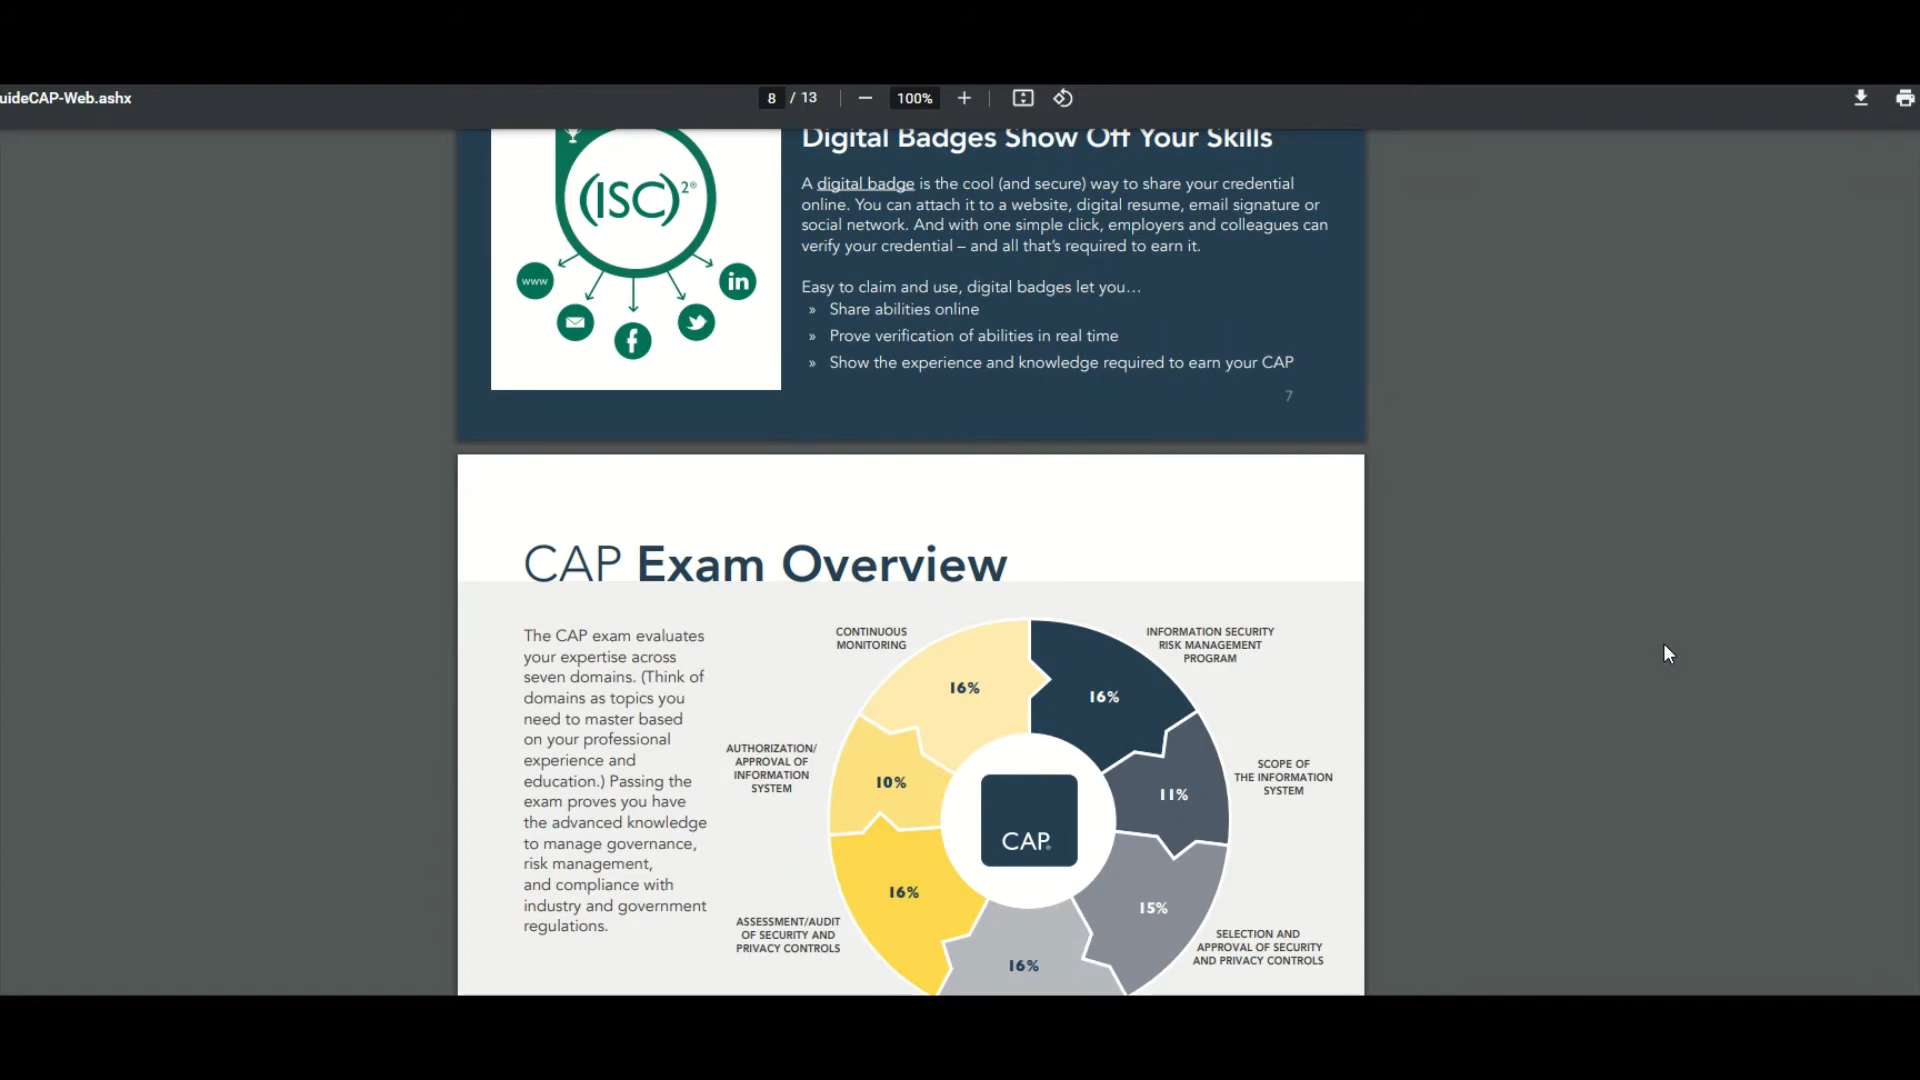 uideCAP-Web.ashx
8 / 13
100%
Digital Badges Show Off Your Skills
(ISC)2®
www
in
f
A digital badge is the cool (and secure) way to share your credential
online. You can attach it to a website, digital resume, email signature or
social network. And with one simple click, employers and colleagues can
verify your credential – and all that's required to earn it.
Easy to claim and use, digital badges let you…
» Share abilities online
» Prove verification of abilities in real time
» Show the experience and knowledge required to earn your CAP
7
CAP Exam Overview
The CAP exam evaluates
your expertise across
seven domains. (Think of
domains as topics you
need to master based
on your professional
experience and
education.) Passing the
exam proves you have
the advanced knowledge
to manage governance,
risk management,
and compliance with
industry and government
regulations.
CONTINUOUS
MONITORING
16%
INFORMATION SECURITY
RISK MANAGEMENT
PROGRAM
16%
AUTHORIZATION/
APPROVAL OF
INFORMATION
SYSTEM
10%
SCOPE OF
THE INFORMATION
SYSTEM
11%
CAP®
ASSESSMENT/AUDIT
OF SECURITY AND
PRIVACY CONTROLS
16%
SELECTION AND
APPROVAL OF SECURITY
AND PRIVACY CONTROLS
15%
16%